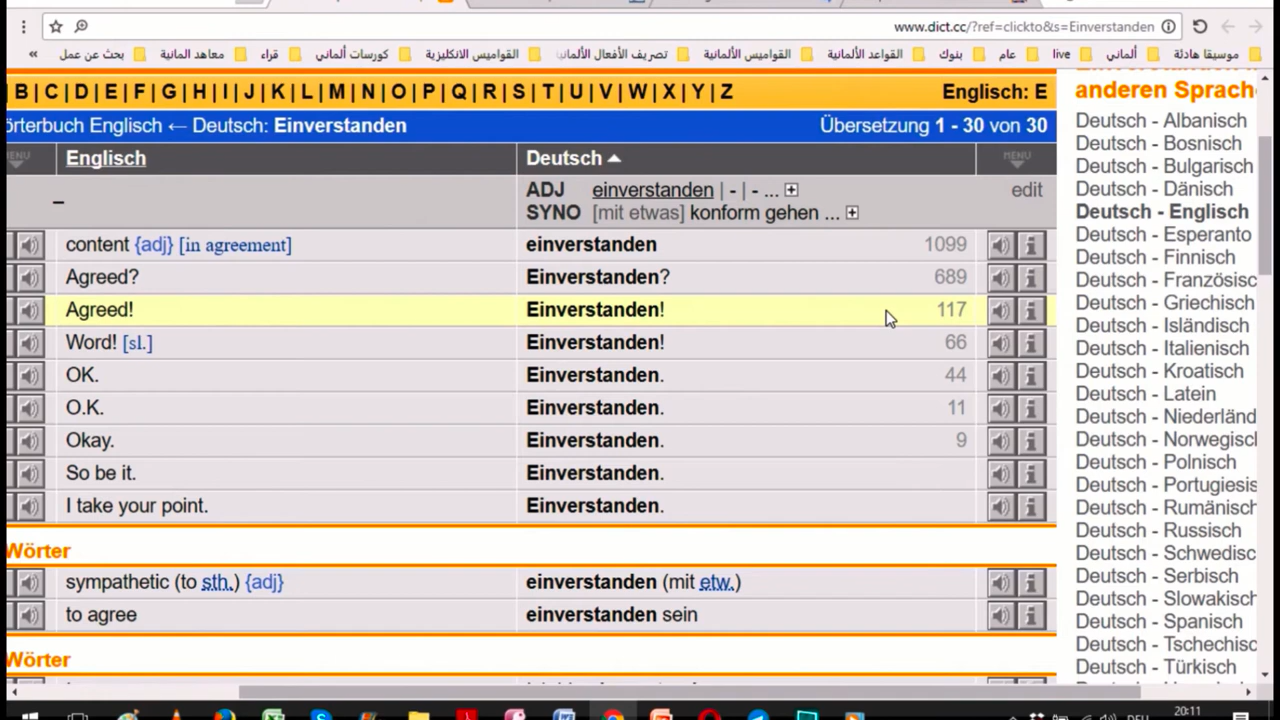 www.dict.cc/?ref=clickto&s=Einverstanden
موسيقا هادئة
ألماني
live
عام
بنوك
القواعد الألمانية
القواميس الألمانية
تصريف الأفعال الألمانية
القواميس الانكليزية
كورسات ألماني
قراء
معاهد المانية
بحث عن عمل
»
B | C | D | E | F | G | H | I | J | K | L | M | N | O | P | Q | R | S | T | U | V | W | X | Y | Z
Englisch: E
örterbuch Englisch ← Deutsch: Einverstanden
Übersetzung 1 - 30 von 30
MENU
Englisch
Deutsch
MENU
–
ADJ einverstanden | - | - ...
edit
SYNO [mit etwas] konform gehen ...
content {adj} [in agreement] einverstanden 1099
Agreed? Einverstanden? 689
Agreed! Einverstanden! 117
Word! [sl.] Einverstanden! 66
OK. Einverstanden. 44
O.K. Einverstanden. 11
Okay. Einverstanden. 9
So be it. Einverstanden.
I take your point. Einverstanden.
Wörter
sympathetic (to sth.) {adj} einverstanden (mit etw.)
to agree einverstanden sein
Wörter
anderen Sprach
Deutsch - Albanisch
Deutsch - Bosnisch
Deutsch - Bulgarisch
Deutsch - Dänisch
Deutsch - Englisch
Deutsch - Esperanto
Deutsch - Finnisch
Deutsch - Französisc
Deutsch - Griechisch
Deutsch - Isländisch
Deutsch - Italienisch
Deutsch - Kroatisch
Deutsch - Latein
Deutsch - Niederländ
Deutsch - Norwegisc
Deutsch - Polnisch
Deutsch - Portugiesis
Deutsch - Rumänisch
Deutsch - Russisch
Deutsch - Schwedisc
Deutsch - Serbisch
Deutsch - Slowakisch
Deutsch - Spanisch
Deutsch - Tschechisc
Deutsch - Türkisch
DEU
20:11